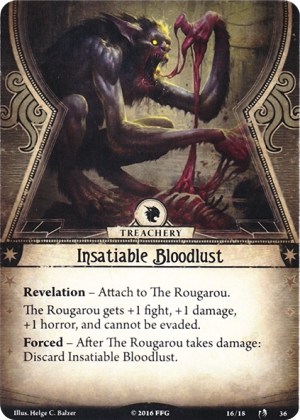 TREACHERY
Insatiable Bloodlust
Revelation – Attach to The Rougarou.
The Rougarou gets +1 fight, +1 damage,
+1 horror, and cannot be evaded.
Forced – After The Rougarou takes damage:
Discard Insatiable Bloodlust.
Illus. Helge C. Balzer © 2016 FFG 16/18 36